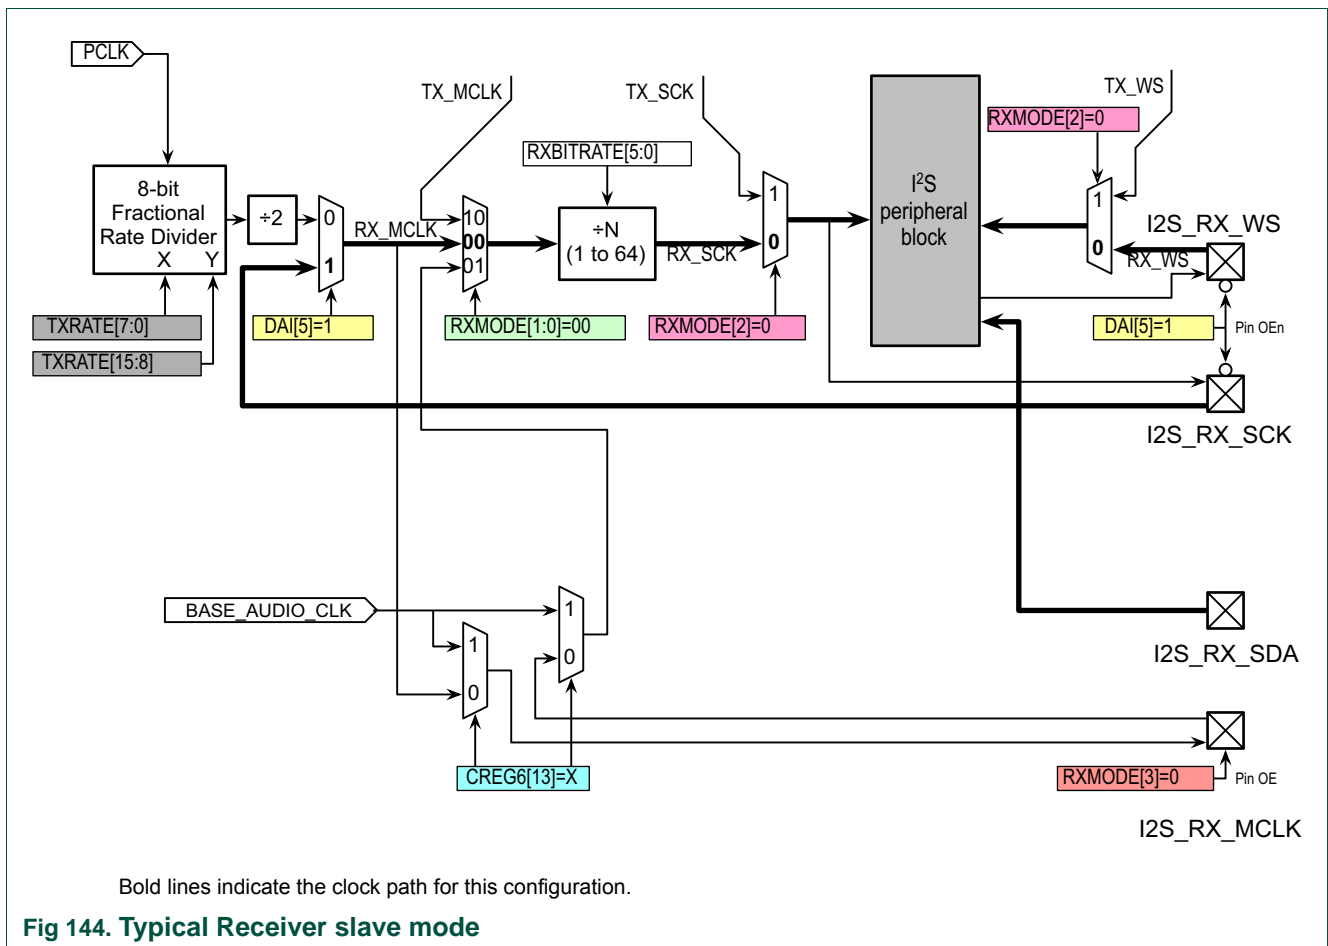 PCLK
TX_MCLK
TX_SCK
TX_WS
RXMODE[2]=0
RXBITRATE[5:0]
8-bit
Fractional
Rate Divider
X Y
÷2
0
1
RX_MCLK
10
00
01
÷N
(1 to 64)
RX_SCK
1
0
I²S
peripheral
block
1
0
I2S_RX_WS
RX_WS
TXRATE[7:0]
DAI[5]=1
RXMODE[1:0]=00
RXMODE[2]=0
DAI[5]=1
Pin OEn
TXRATE[15:8]
I2S_RX_SCK
BASE_AUDIO_CLK
1
0
1
0
I2S_RX_SDA
CREG6[13]=X
RXMODE[3]=0
Pin OE
I2S_RX_MCLK
Bold lines indicate the clock path for this configuration.
Fig 144. Typical Receiver slave mode